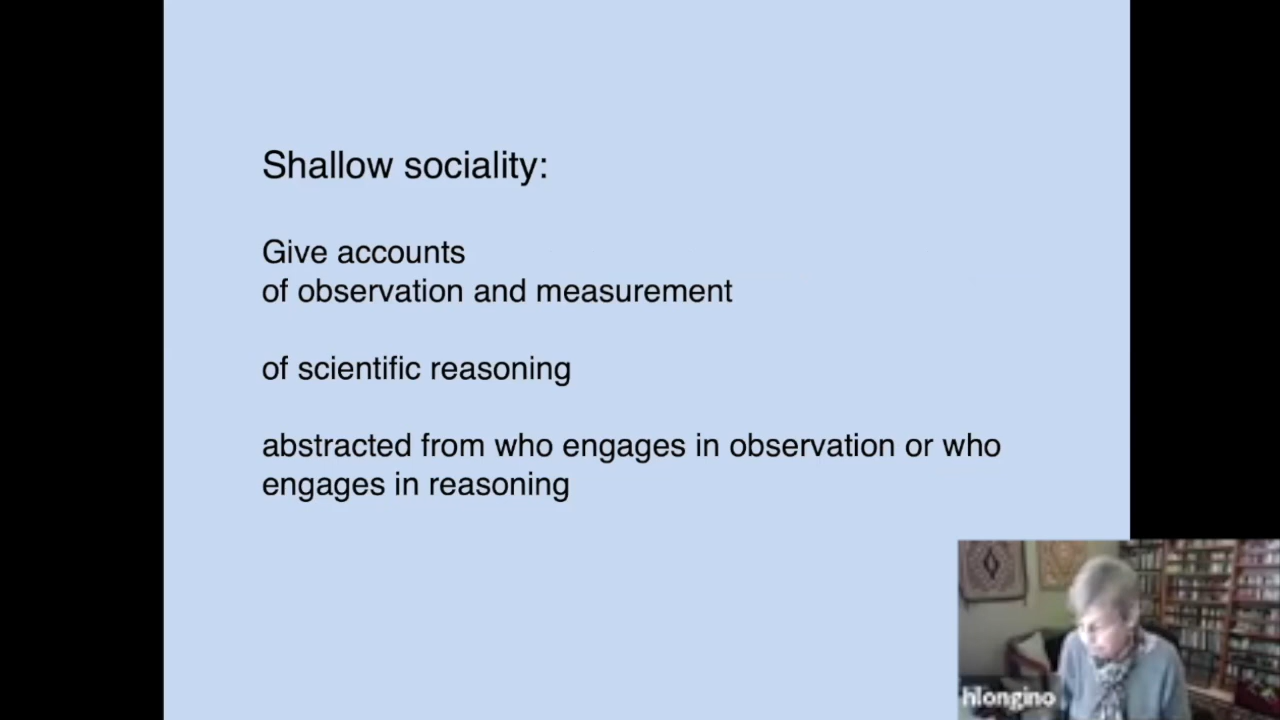 Shallow sociality:
Give accounts
of observation and measurement
of scientific reasoning
abstracted from who engages in observation or who
engages in reasoning
hlongino